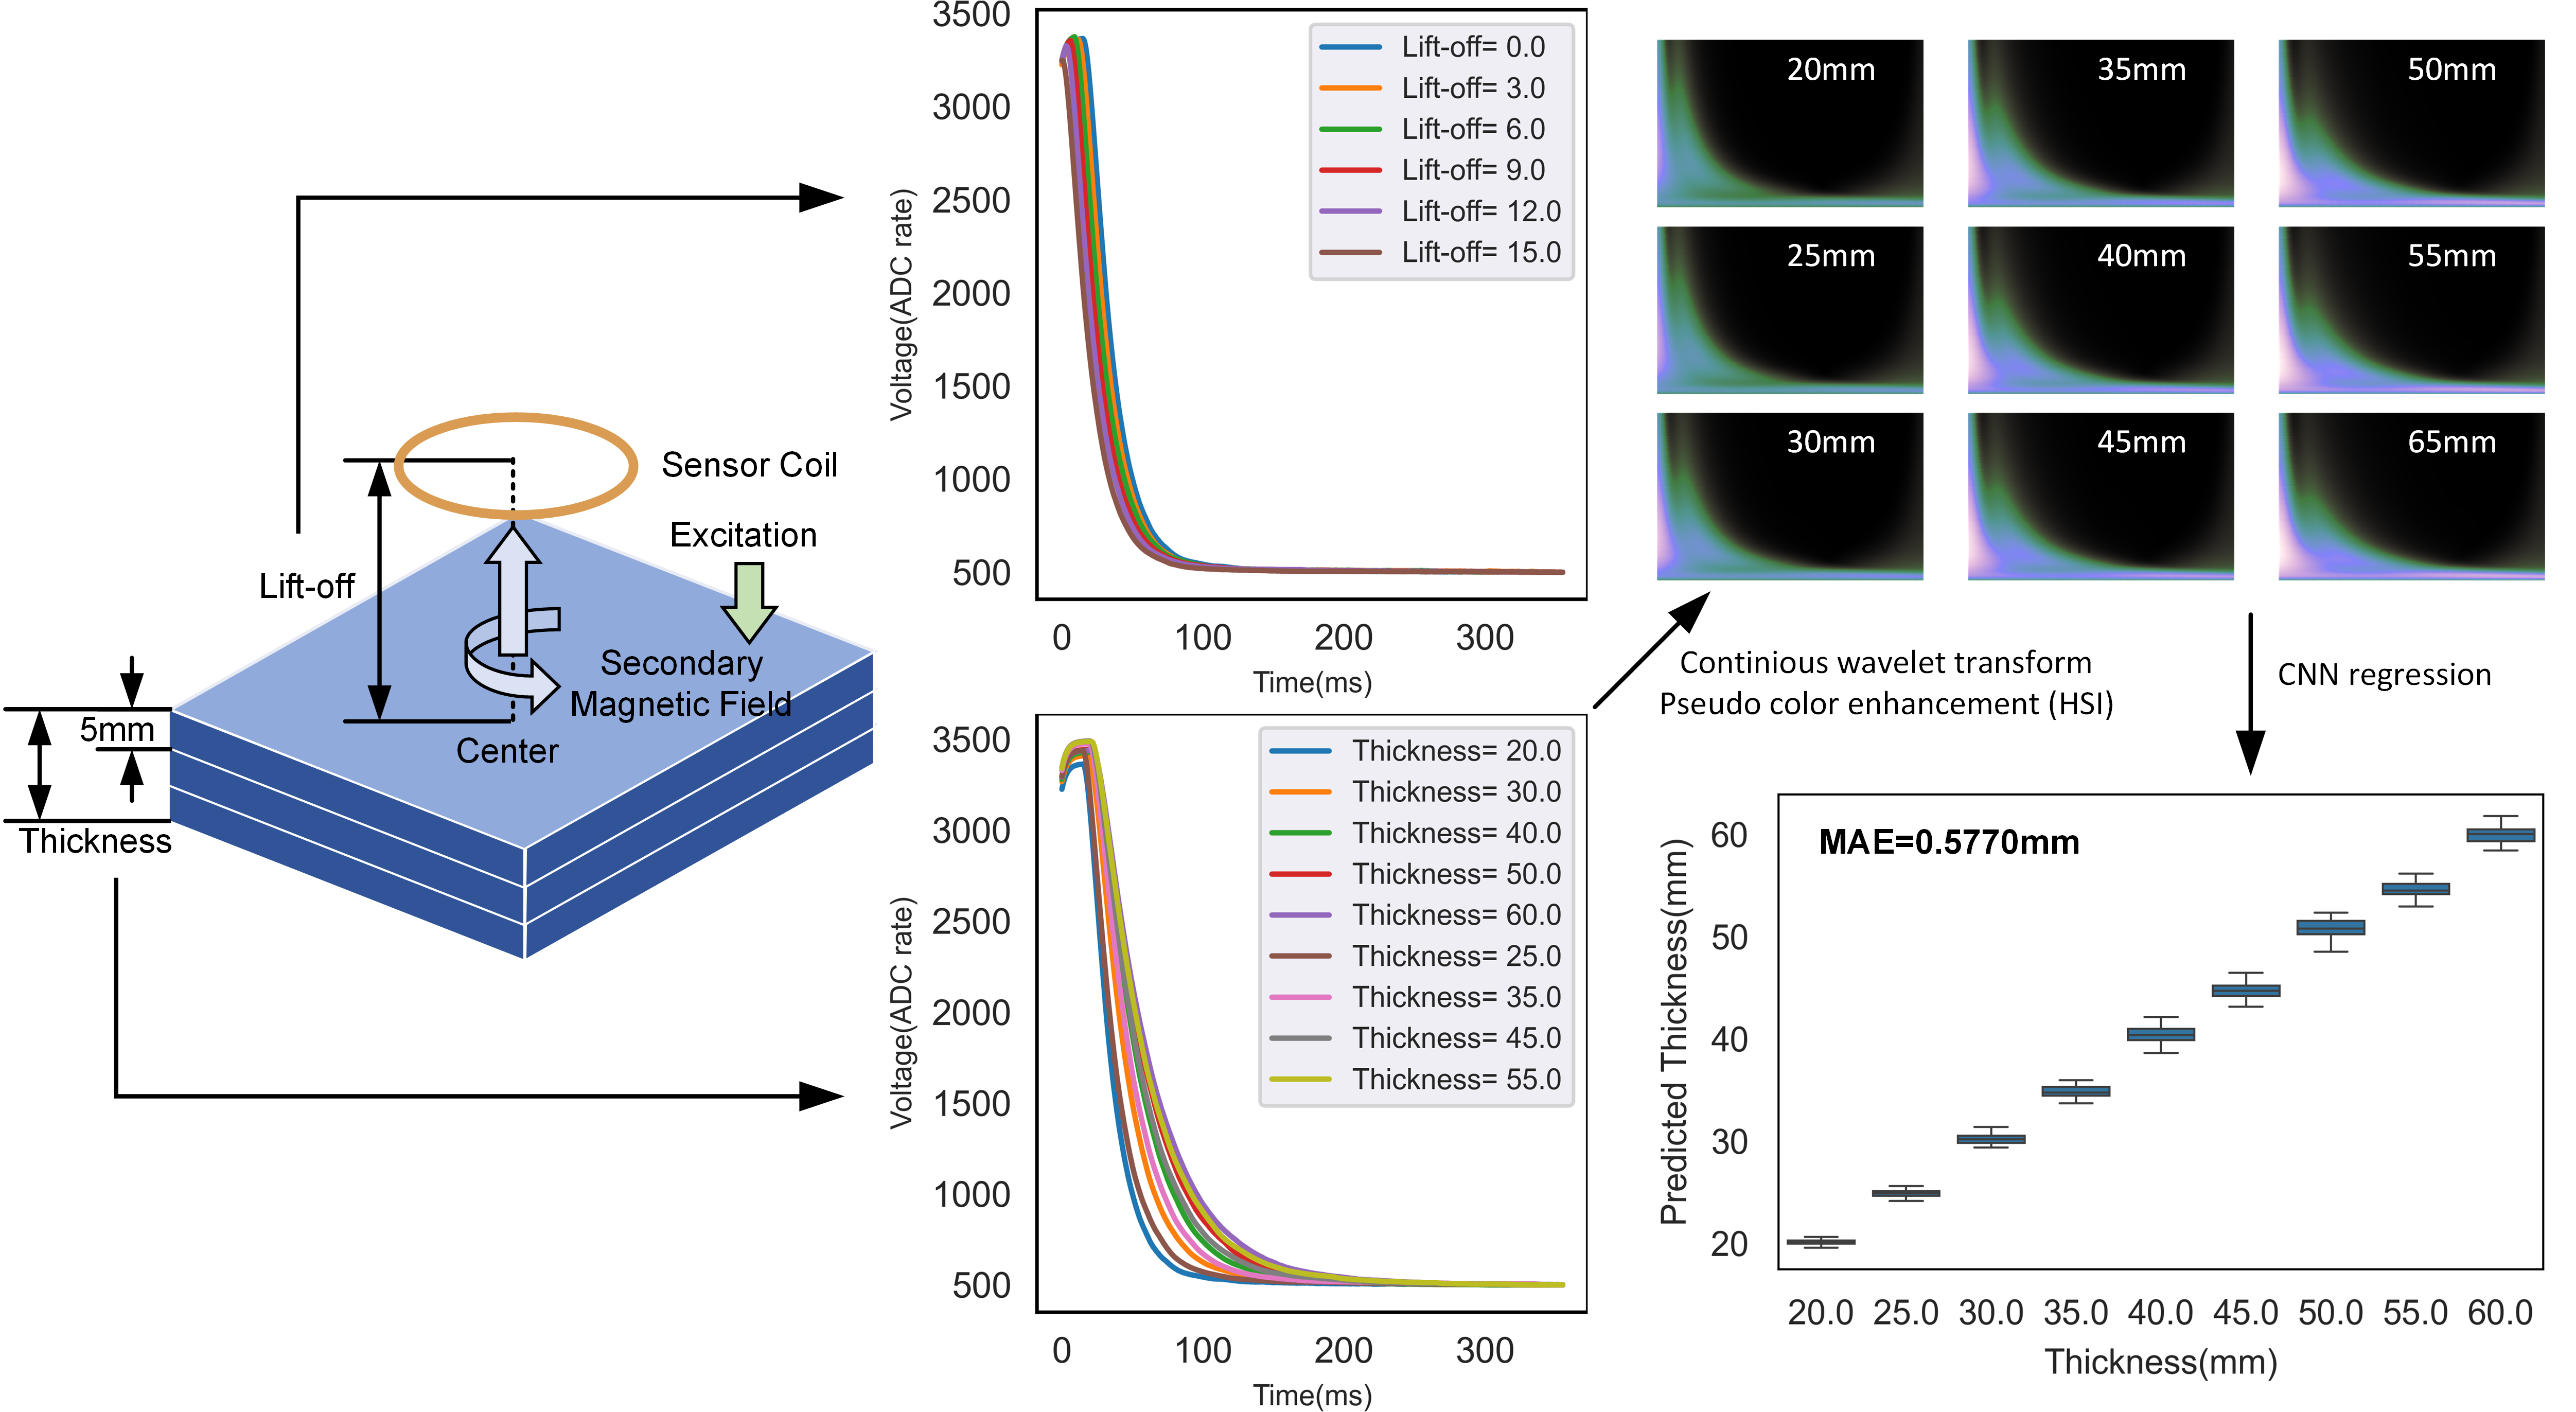 Sensor Coil
Excitation
Lift-off
Secondary
Magnetic Field
5mm
Center
Thickness
3500
3000
2500
2000
1500
1000
500
Voltage(ADC rate)
Lift-off= 0.0
Lift-off= 3.0
Lift-off= 6.0
Lift-off= 9.0
Lift-off= 12.0
Lift-off= 15.0
0 100 200 300
Time(ms)
3500
3000
2500
2000
1500
1000
500
Voltage(ADC rate)
Thickness= 20.0
Thickness= 30.0
Thickness= 40.0
Thickness= 50.0
Thickness= 60.0
Thickness= 25.0
Thickness= 35.0
Thickness= 45.0
Thickness= 55.0
0 100 200 300
Time(ms)
20mm 35mm 50mm
25mm 40mm 55mm
30mm 45mm 65mm
Continious wavelet transform
Pseudo color enhancement (HSI)
CNN regression
MAE=0.5770mm
60
50
40
30
20
Predicted Thickness(mm)
20.0 25.0 30.0 35.0 40.0 45.0 50.0 55.0 60.0
Thickness(mm)